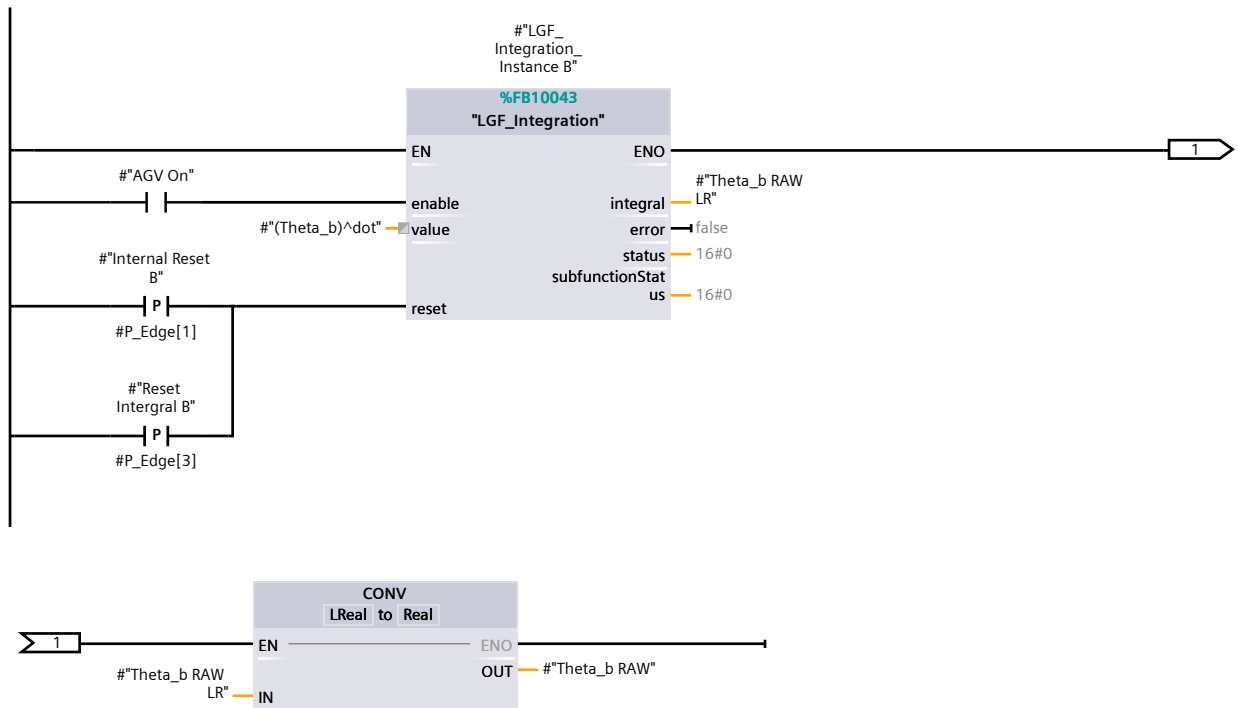 #"LGF_
Integration_
Instance B"
%FB10043
"LGF_Integration"
EN
ENO
#"AGV On"
enable
integral
#"Theta_b RAW
LR"
#"(Theta_b)^dot"
value
error
false
status
16#0
#"Internal Reset
B"
P
#P_Edge[1]
subfunctionStat
us
16#0
reset
#"Reset
Intergral B"
P
#P_Edge[3]
1
CONV
LReal to Real
1
EN
ENO
#"Theta_b RAW
LR"
IN
OUT
#"Theta_b RAW"